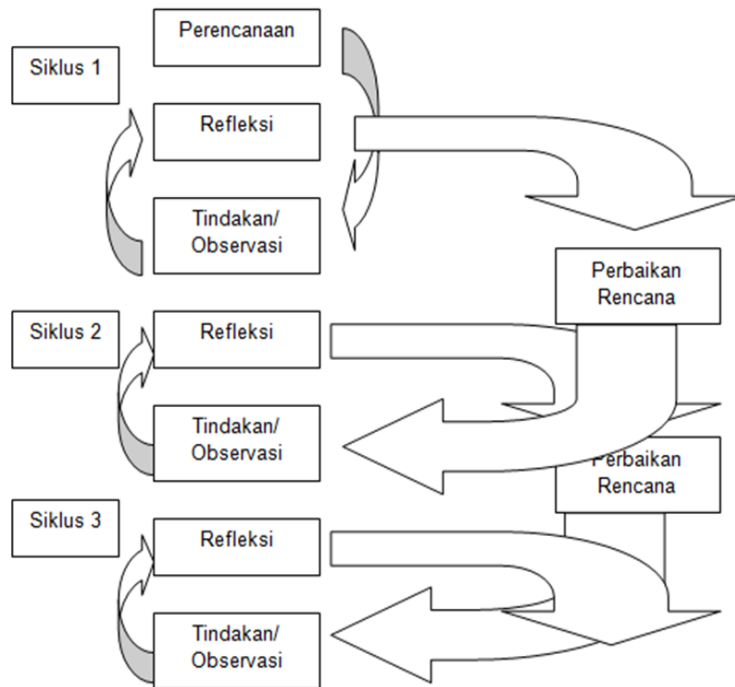 Siklus 1
Perencanaan
Refleksi
Tindakan/
Observasi
Perbaikan
Rencana
Siklus 2
Refleksi
Tindakan/
Observasi
Perbaikan
Rencana
Siklus 3
Refleksi
Tindakan/
Observasi